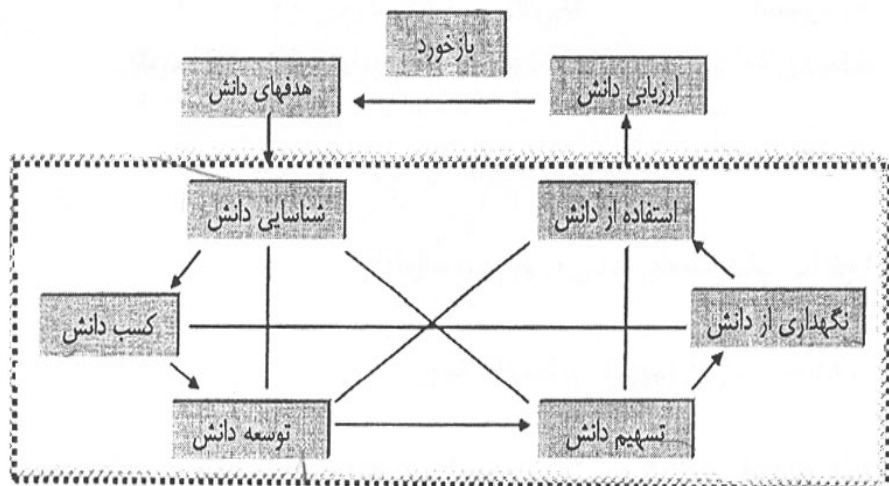 بازخورد
هدفهای دانش
ارزیابی دانش
شناسایی دانش
استفاده از دانش
کسب دانش
نگهداری از دانش
توسعه دانش
تسهیم دانش